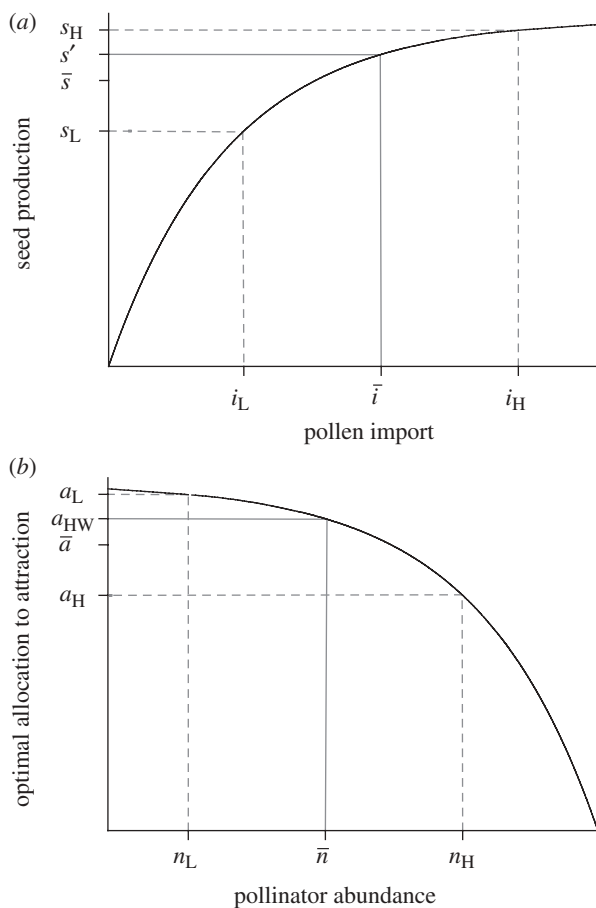 (a)
s_H
s′
s̄
s_L
seed production
i_L ī i_H
pollen import
(b)
a_L
a_HW
ā
a_H
optimal allocation to attraction
n_L n̄ n_H
pollinator abundance